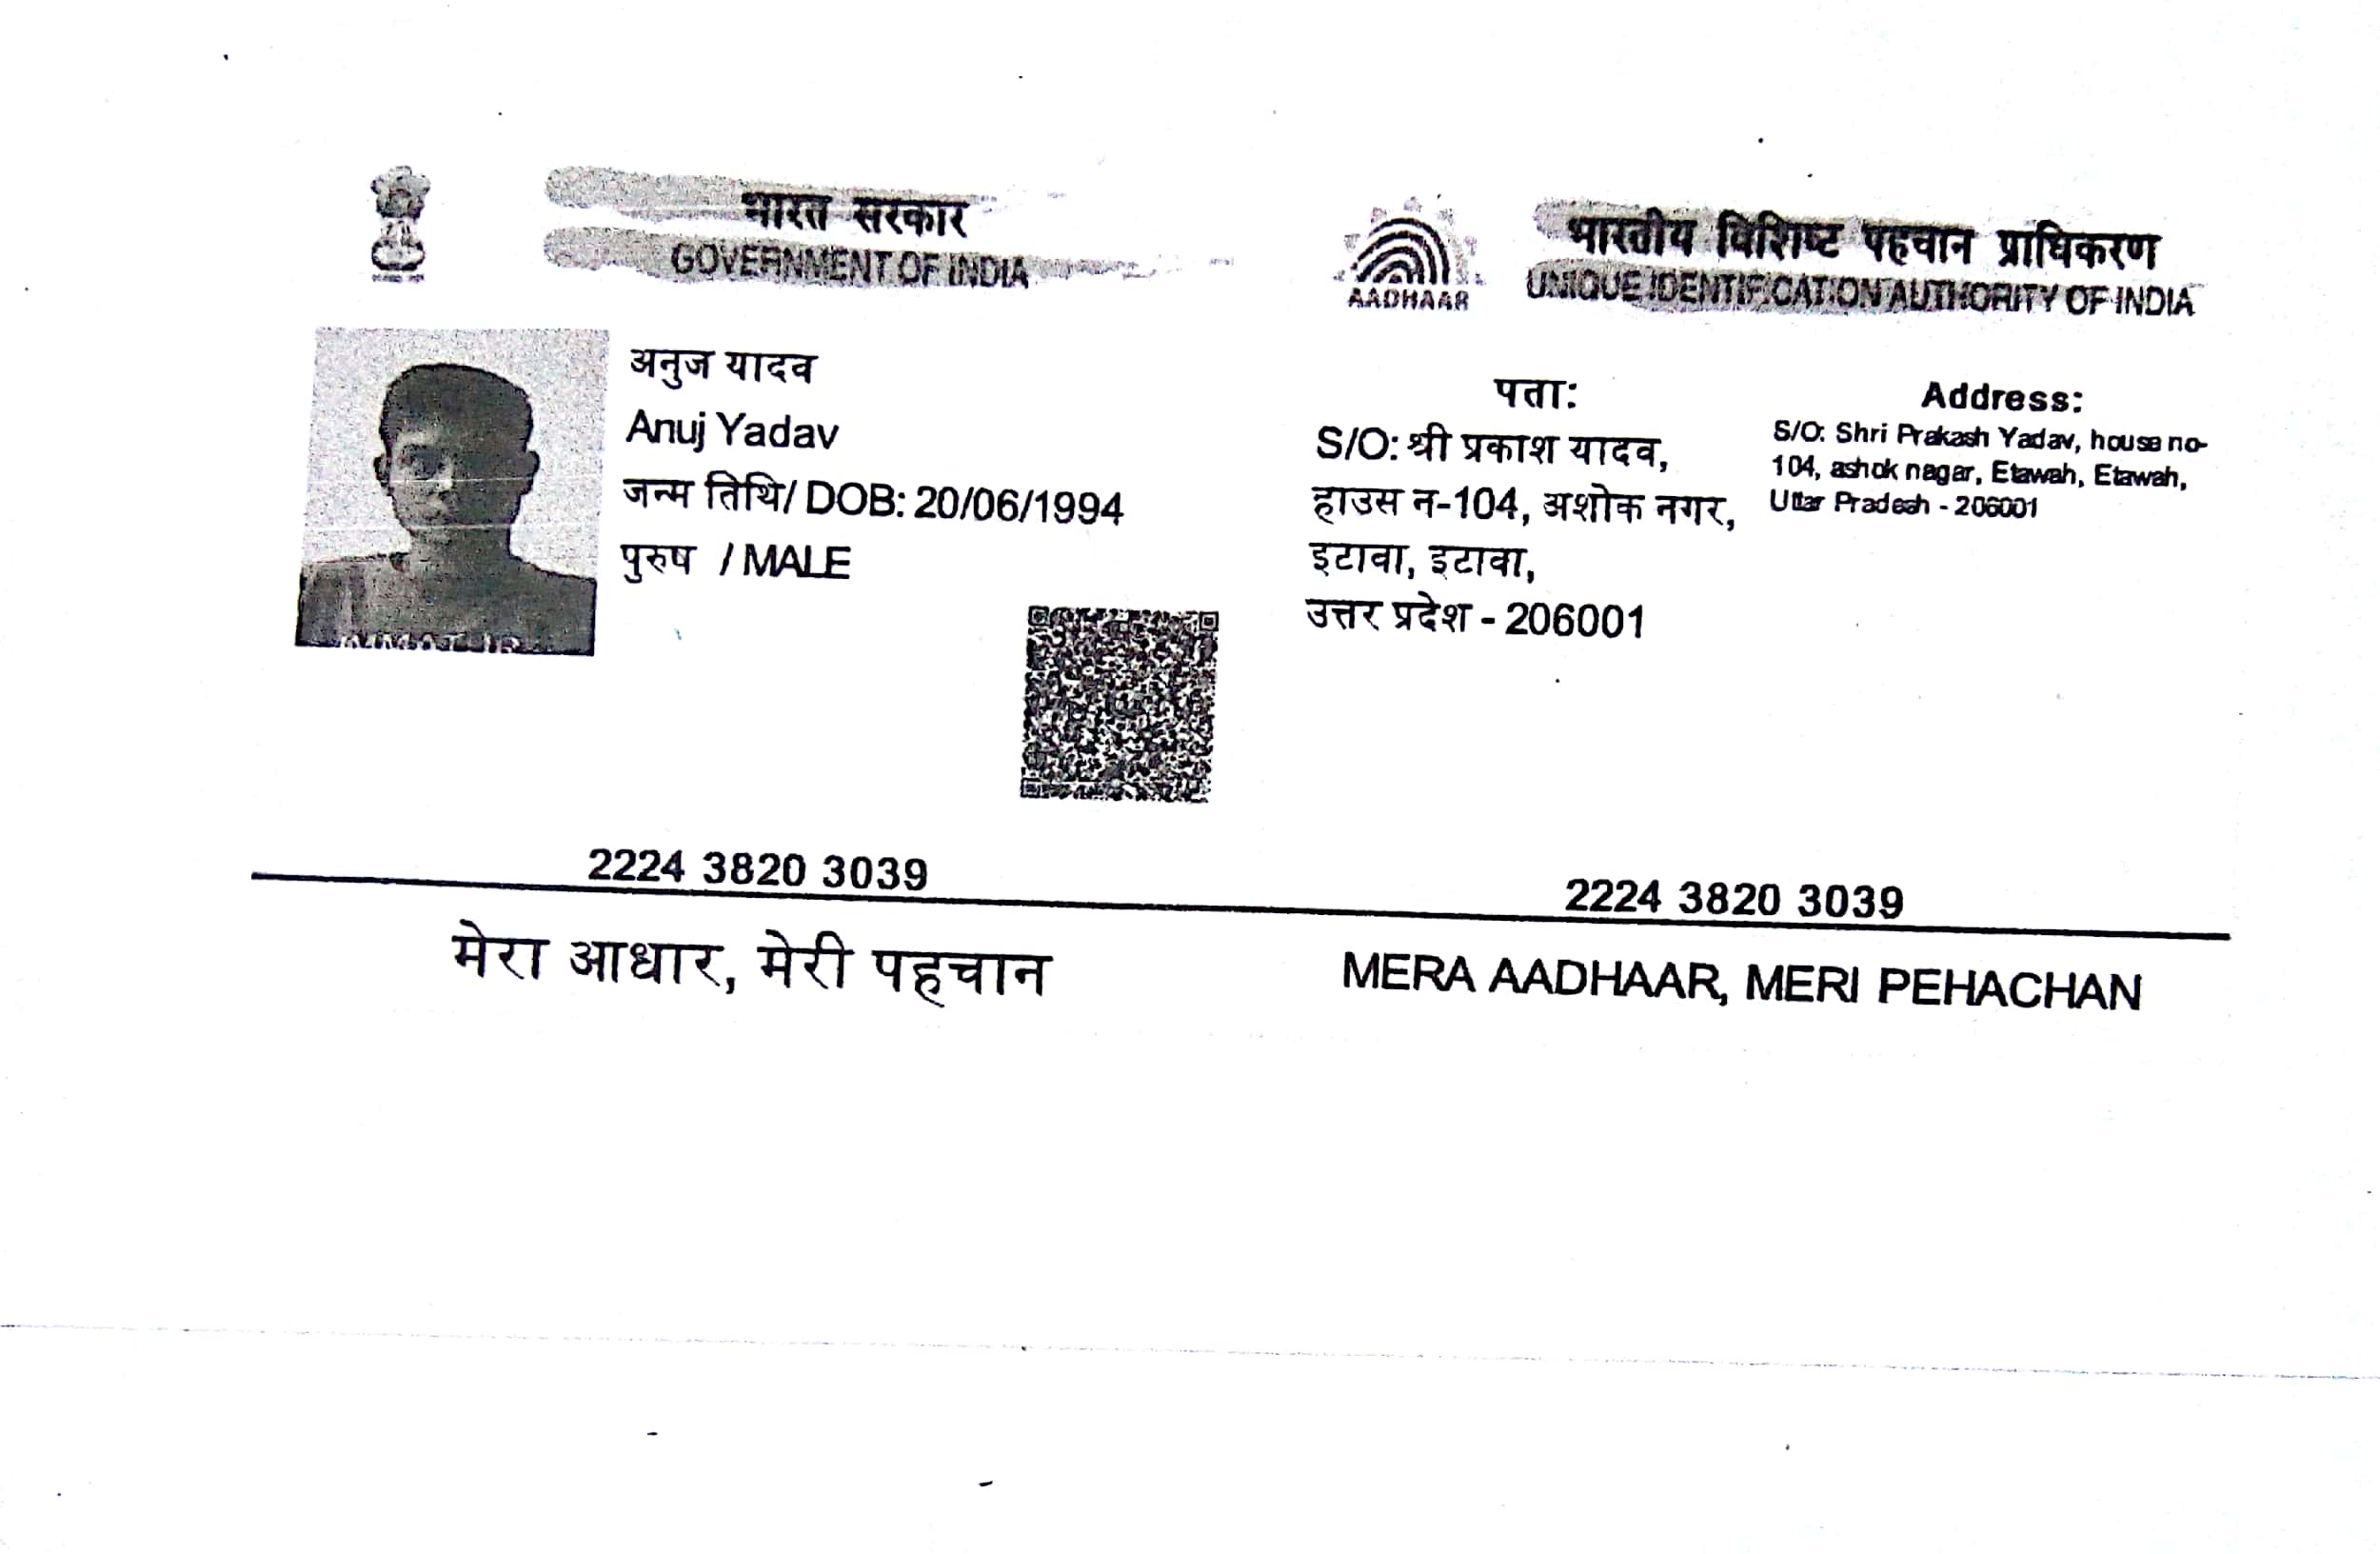 भारत सरकार
GOVERNMENT OF INDIA
अनुज यादव
Anuj Yadav
जन्म तिथि/ DOB: 20/06/1994
पुरुष / MALE
2224 3820 3039
मेरा आधार, मेरी पहचान
AADHAAR
भारतीय विशिष्ट पहचान प्राधिकरण
UNIQUE IDENTIFICATION AUTHORITY OF INDIA
पता:
S/O: श्री प्रकाश यादव,
हाउस न-104, अशोक नगर,
इटावा, इटावा,
उत्तर प्रदेश - 206001
Address:
S/O: Shri Prakash Yadav, house no-
104, ashok nagar, Etawah, Etawah,
Uttar Pradesh - 206001
2224 3820 3039
MERA AADHAAR, MERI PEHACHAN